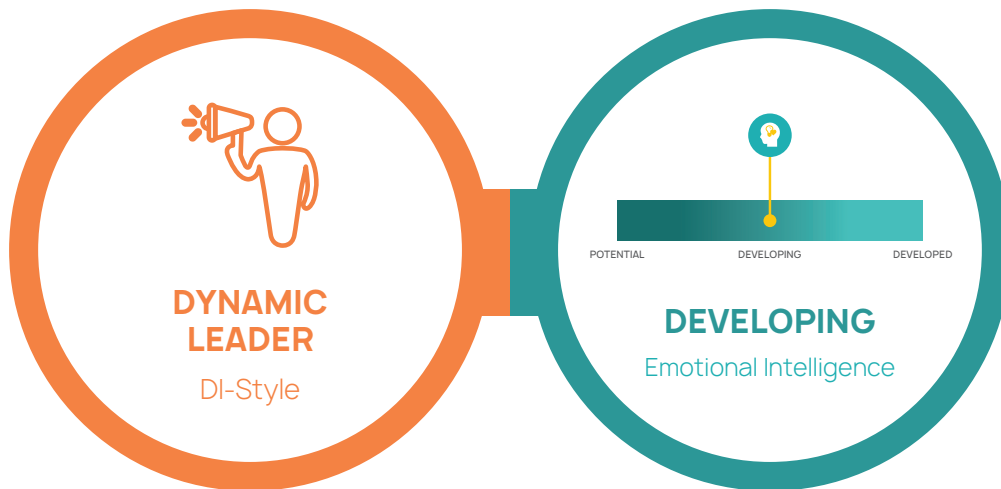 DYNAMIC
LEADER
DI-Style
POTENTIAL
DEVELOPING
DEVELOPED
DEVELOPING
Emotional Intelligence